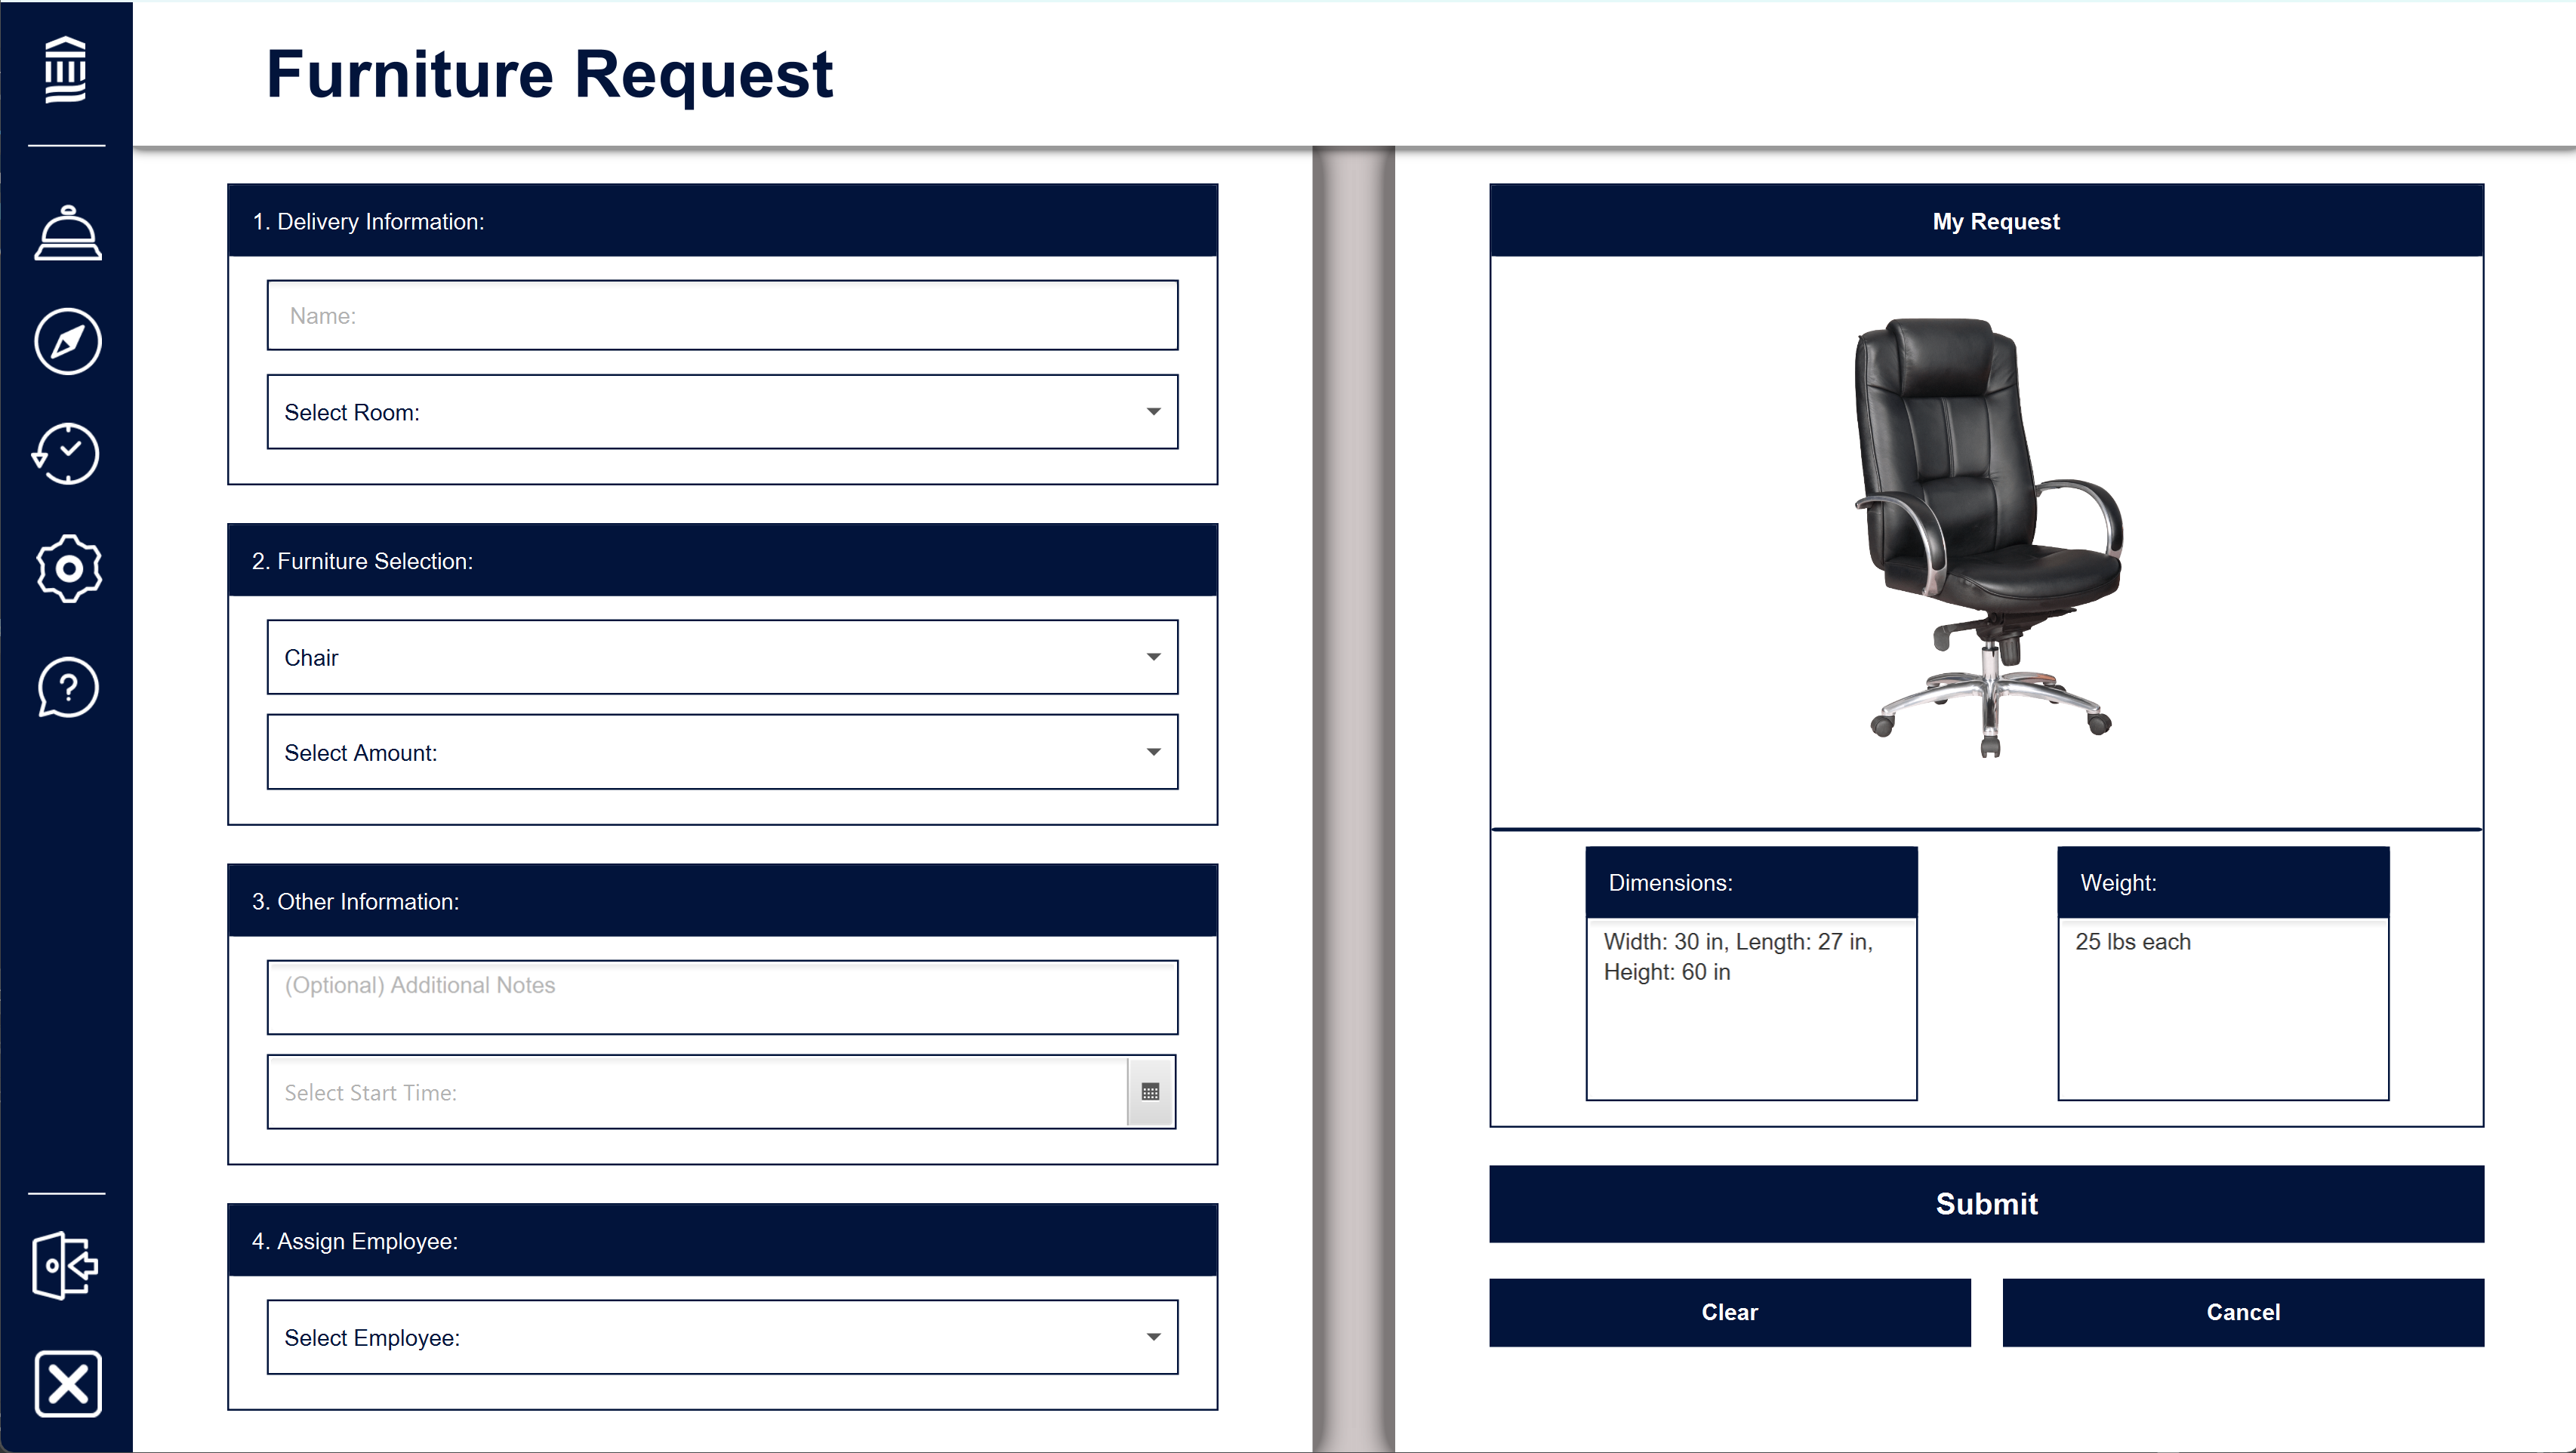 Furniture Request
1. Delivery Information:
Name:
Select Room:
2. Furniture Selection:
Chair
Select Amount:
3. Other Information:
(Optional) Additional Notes
Select Start Time:
4. Assign Employee:
Select Employee:
My Request
Dimensions:
Width: 30 in, Length: 27 in,
Height: 60 in
Weight:
25 lbs each
Submit
Clear
Cancel